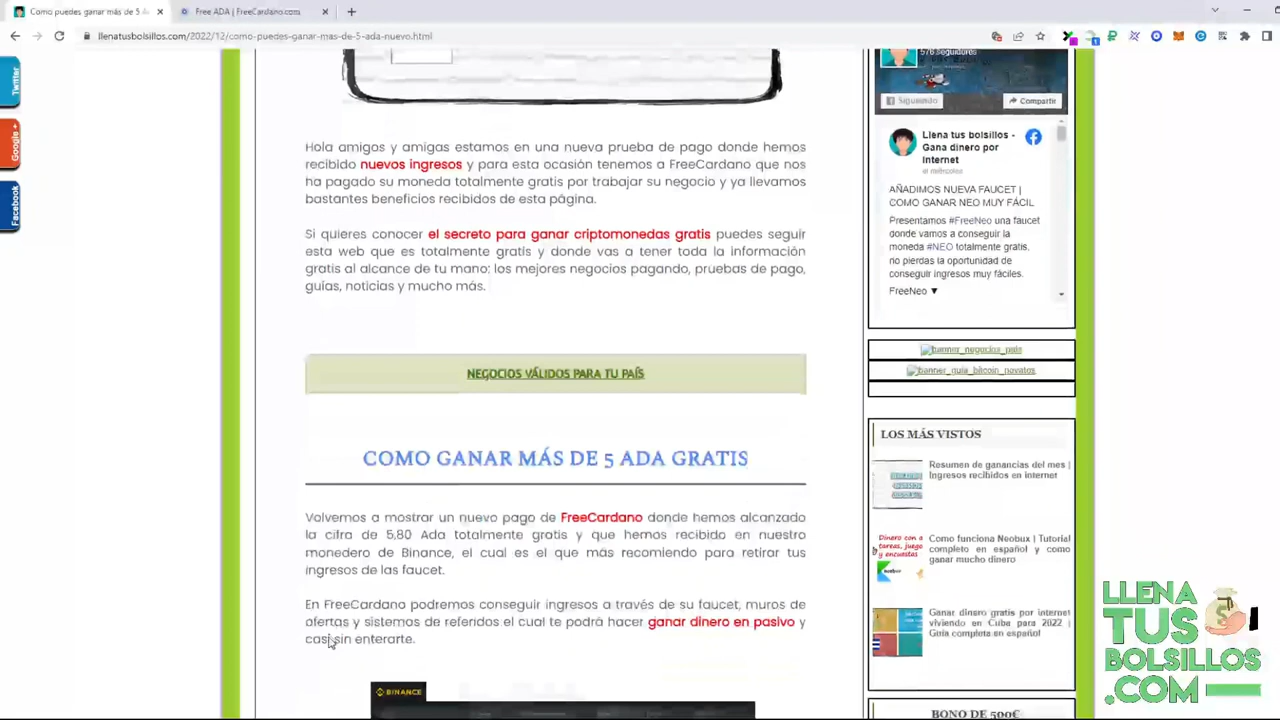 Como puedes ganar más de 5 A
Free ADA | FreeCardano.com
llenatusbolsillos.com/2022/12/como-puedes-ganar-mas-de-5-ada-nuevo.html
Twitter
Google +
Facebook
Hola amigos y amigas estamos en una nueva prueba de pago donde hemos
recibido nuevos ingresos y para esta ocasión tenemos a FreeCardano que nos
ha pagado su moneda totalmente gratis por trabajar su negocio y ya llevamos
bastantes beneficios recibidos de esta página.
Si quieres conocer el secreto para ganar criptomonedas gratis puedes seguir
esta web que es totalmente gratis y donde vas a tener toda la información
gratis al alcance de tu mano: los mejores negocios pagando, pruebas de pago,
guías, noticias y mucho más.
NEGOCIOS VÁLIDOS PARA TU PAÍS
COMO GANAR MÁS DE 5 ADA GRATIS
Volvemos a mostrar un nuevo pago de FreeCardano donde hemos alcanzado
la cifra de 5,80 Ada totalmente gratis y que hemos recibido en nuestro
monedero de Binance, el cual es el que más recomiendo para retirar tus
ingresos de las faucet.
En FreeCardano podremos conseguir ingresos a través de su faucet, muros de
ofertas y sistemas de referidos el cual te podrá hacer ganar dinero en pasivo y
casi sin enterarte.
BINANCE
576 seguidores
Siguiendo
Compartir
Llena tus bolsillos -
Gana dinero por
Internet
el miércoles
AÑADIMOS NUEVA FAUCET |
COMO GANAR NEO MUY FÁCIL
Presentamos #FreeNeo una faucet
donde vamos a conseguir la
moneda #NEO totalmente gratis,
no pierdas la oportunidad de
conseguir ingresos muy fáciles.
FreeNeo ▼
banner_negocios_pais
banner_guia_bitcoin_novatos
LOS MÁS VISTOS
Resumen de ganancias del mes |
Ingresos recibidos en internet
Dinero con
tareas, juego
y encuestas
Como funciona Neobux | Tutorial
completo en español y como
ganar mucho dinero
Ganar dinero gratis por internet
viviendo en Cuba para 2022 |
Guía completa en español
BONO DE 500€
LLENA
TUS
BOLSILLOS
.COM